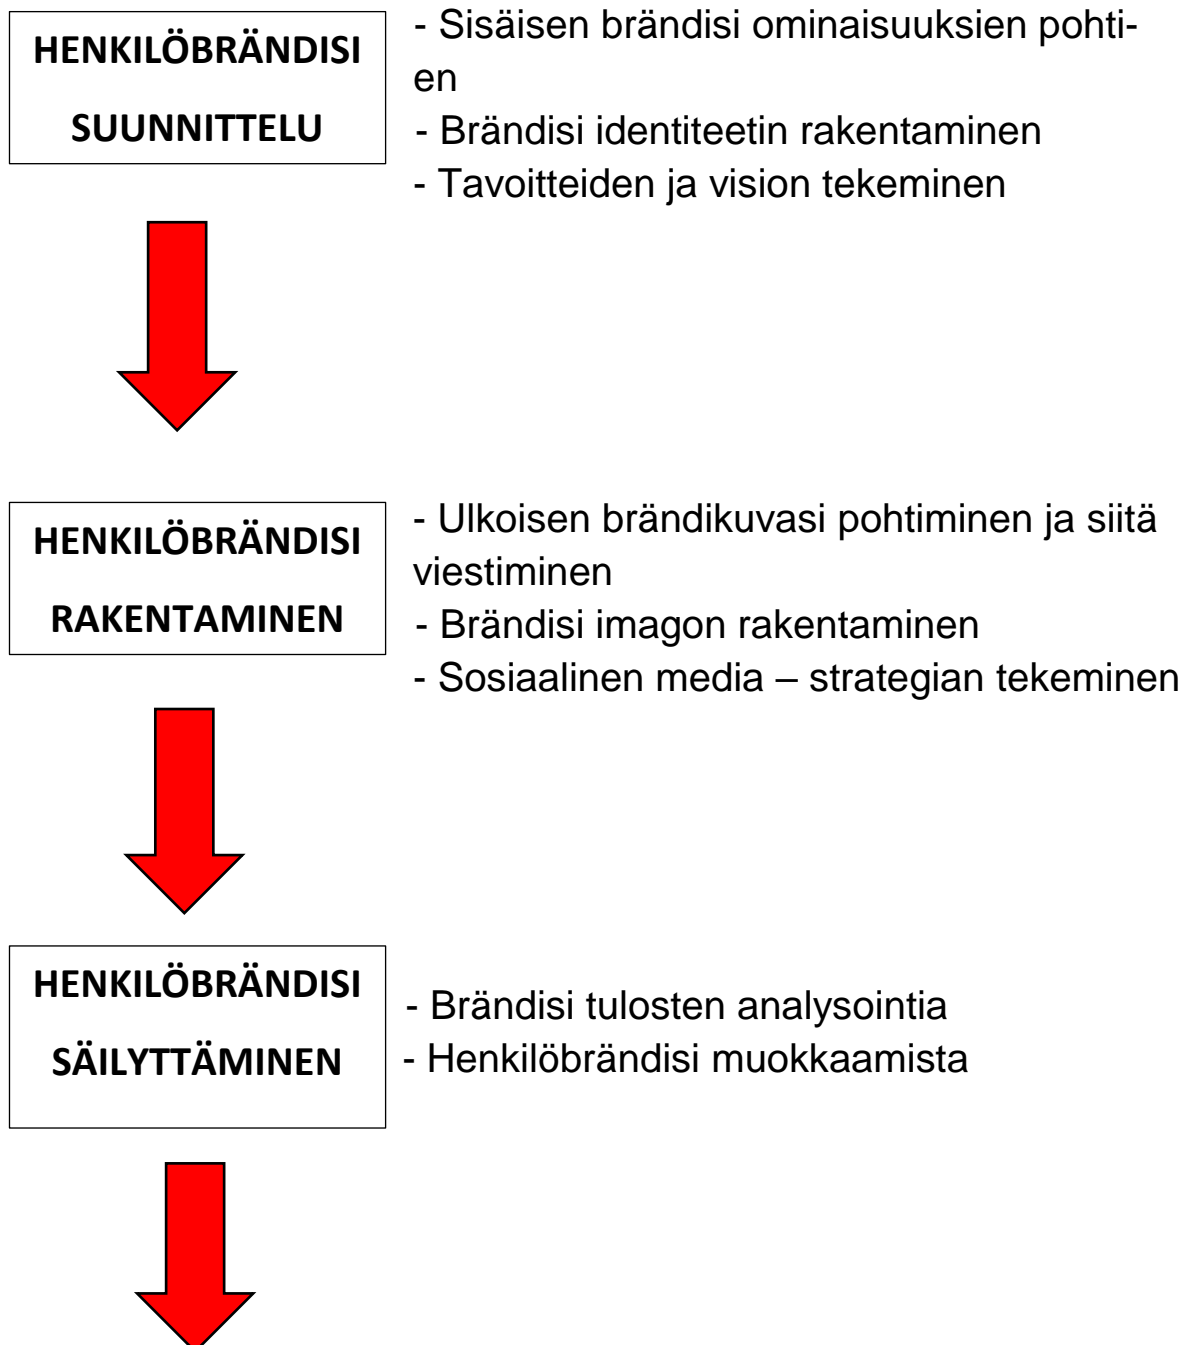 HENKILÖBRÄNDISI
SUUNNITTELU
- Sisäisen brändisi ominaisuuksien pohti-
en
- Brändisi identiteetin rakentaminen
- Tavoitteiden ja vision tekeminen
HENKILÖBRÄNDISI
RAKENTAMINEN
- Ulkoisen brändikuvasi pohtiminen ja siitä
viestiminen
- Brändisi imagon rakentaminen
- Sosiaalinen media – strategian tekeminen
HENKILÖBRÄNDISI
SÄILYTTÄMINEN
- Brändisi tulosten analysointia
- Henkilöbrändisi muokkaamista